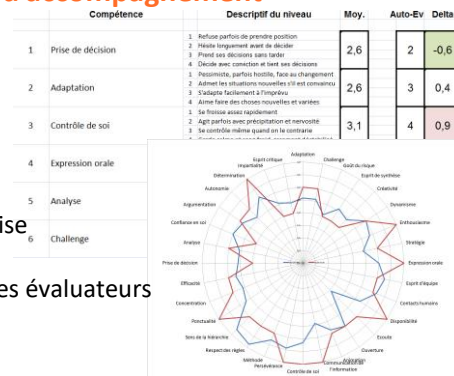 d'accompagnement
Compétence Descriptif du niveau Moy. Auto-Ev Delta
1 Prise de décision
1 Refuse parfois de prendre position
2 Hésite longuement avant de décider
3 Prend ses décisions sans tarder
4 Décide avec conviction et tient ses décisions
2,6 2 -0,6
2 Adaptation
1 Pessimiste, parfois hostile, face au changement
2 Admet les situations nouvelles s'il est convaincu
3 S'adapte facilement à l'imprévu
4 Aime faire des choses nouvelles et variées
2,6 3 0,4
3 Contrôle de soi
1 Se froisse assez rapidement
2 Agit parfois avec précipitation et nervosité
3 Se contrôle même quand on le contrarie
3,1 4 0,9
4 Expression orale
5 Analyse
ise
6 Challenge
es évaluateurs
Adaptation
Challenge
Goût du risque
Esprit de synthèse
Créativité
Dynamisme
Enthousiasme
Stratégie
Expression orale
Esprit d'équipe
Contacts humains
Disponibilité
Ecoute
Ouverture
Animation
Communication de
l'information
Contrôle de soi
Persévérance
Méthode
Respect des règles
Sens de la hiérarchie
Ponctualité
Concentration
Efficacité
Prise de décision
Analyse
Confiance en soi
Argumentation
Autonomie
Détermination
Impartialité
Esprit critique